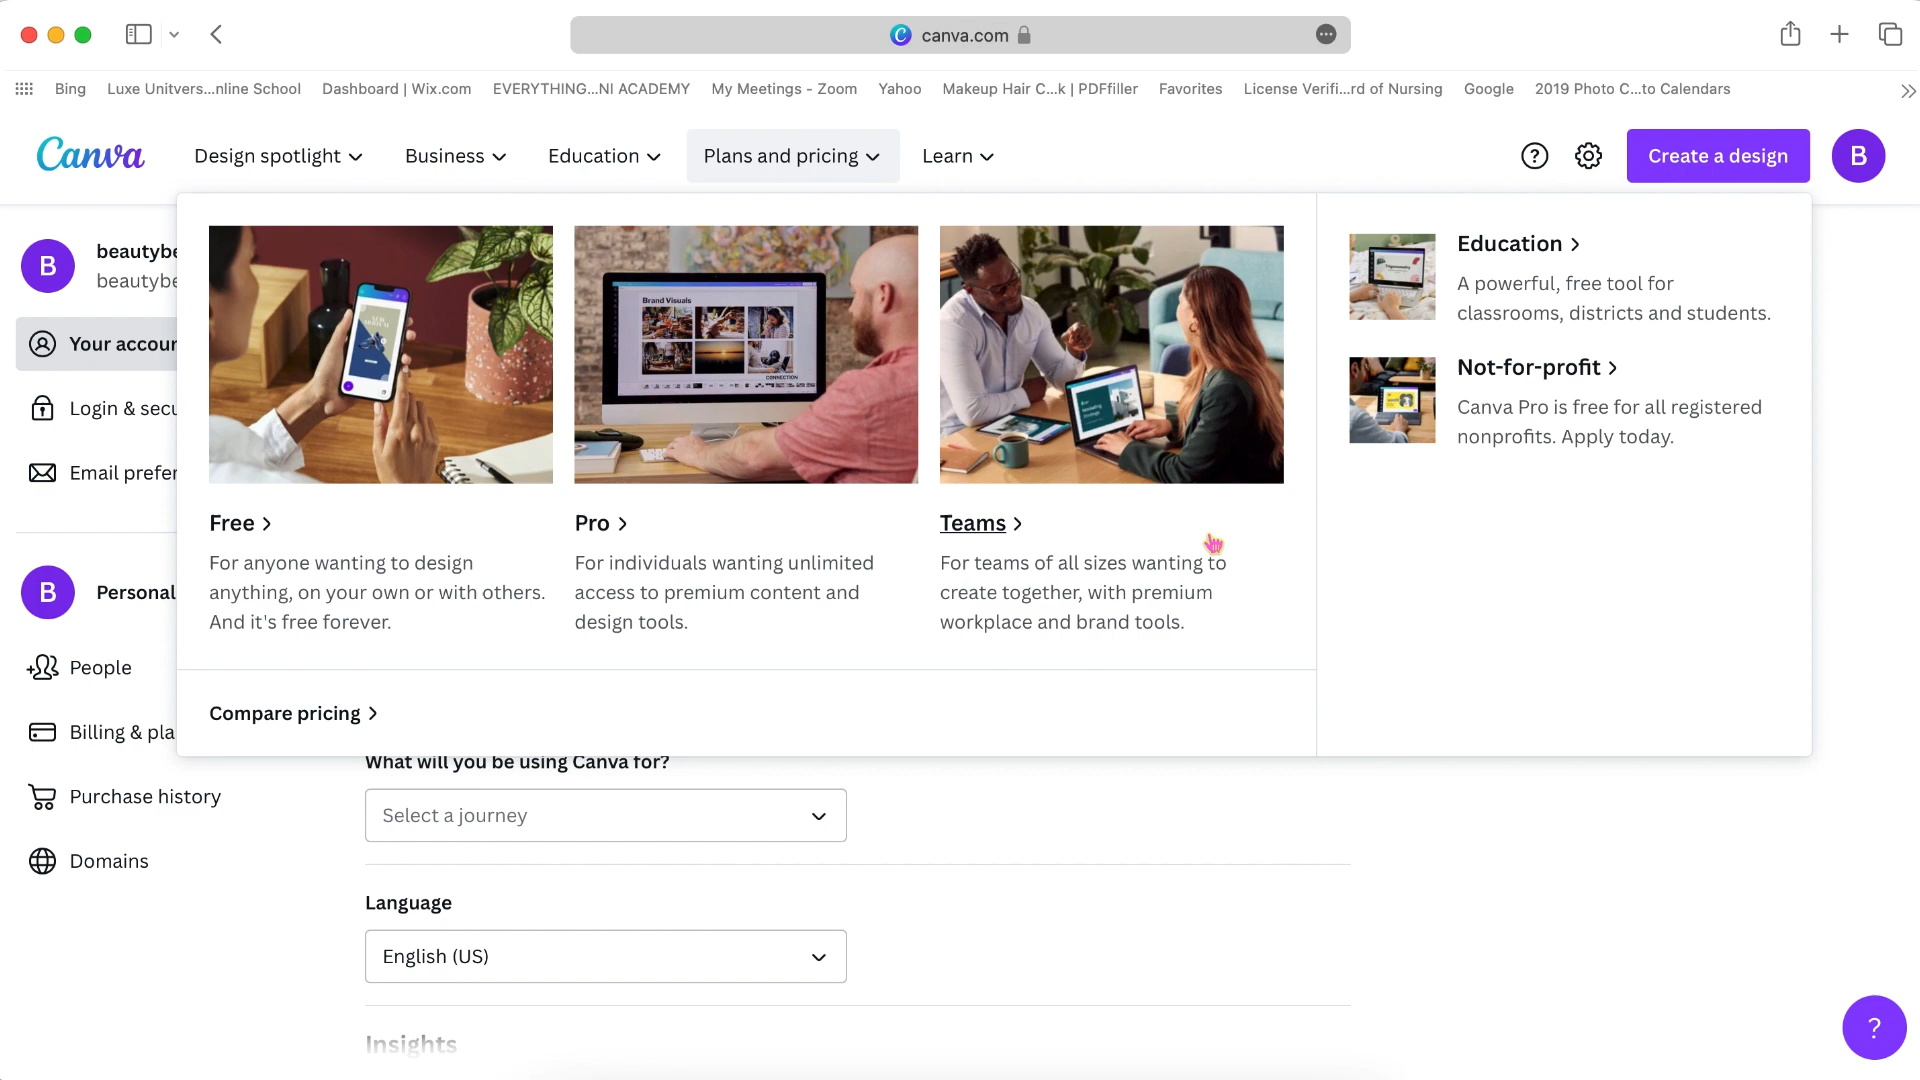 canva.com
Bing
Luxe Unitvers...nline School
Dashboard | Wix.com
EVERYTHING...NI ACADEMY
My Meetings - Zoom
Yahoo
Makeup Hair C...k | PDFfiller
Favorites
License Verifi...rd of Nursing
Google
2019 Photo C...to Calendars
Canva
Design spotlight
Business
Education
Plans and pricing
Learn
?
Create a design
B
B
beautybe
beautybe
Your accour
Login & secu
Email prefer
B
Personal
People
Billing & pla
Purchase history
Domains
Brand Visuals
CONNECTION
Free
For anyone wanting to design
anything, on your own or with others.
And it's free forever.
Pro
For individuals wanting unlimited
access to premium content and
design tools.
Teams
For teams of all sizes wanting to
create together, with premium
workplace and brand tools.
Compare pricing
Education
A powerful, free tool for
classrooms, districts and students.
Not-for-profit
Canva Pro is free for all registered
nonprofits. Apply today.
What will you be using Canva for?
Select a journey
Language
English (US)
Insights
?